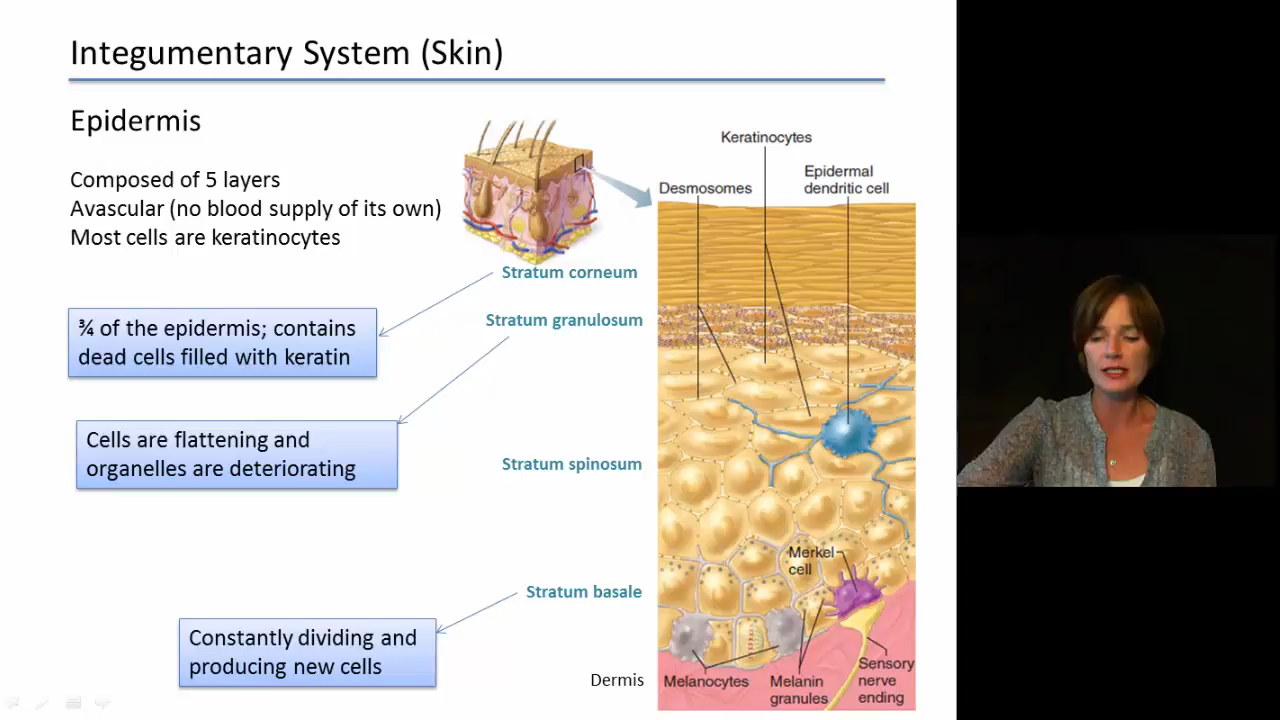 Integumentary System (Skin)
Epidermis
Composed of 5 layers
Avascular (no blood supply of its own)
Most cells are keratinocytes
Keratinocytes
Desmosomes
Epidermal
dendritic cell
Stratum corneum
¾ of the epidermis; contains
dead cells filled with keratin
Stratum granulosum
Cells are flattening and
organelles are deteriorating
Stratum spinosum
Merkel
cell
Stratum basale
Constantly dividing and
producing new cells
Dermis
Melanocytes
Melanin
granules
Sensory
nerve
ending